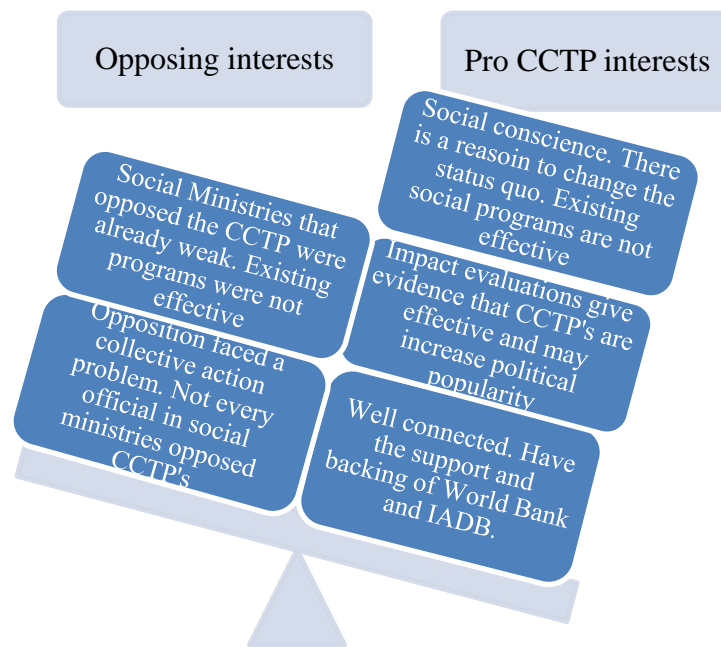 Opposing interests
Pro CCTP interests
Social Ministries that
opposed the CCTP were
already weak. Existing
programs were not
effective
Opposition faced a
collective action
problem. Not every
official in social
ministries opposed
CCTP's
Social conscience. There
is a reasoin to change the
status quo. Existing
social programs are not
effective
Impact evaluations give
evidence that CCTP's are
effective and may
increase political
popularity
Well connected. Have
the support and
backing of World Bank
and IADB.